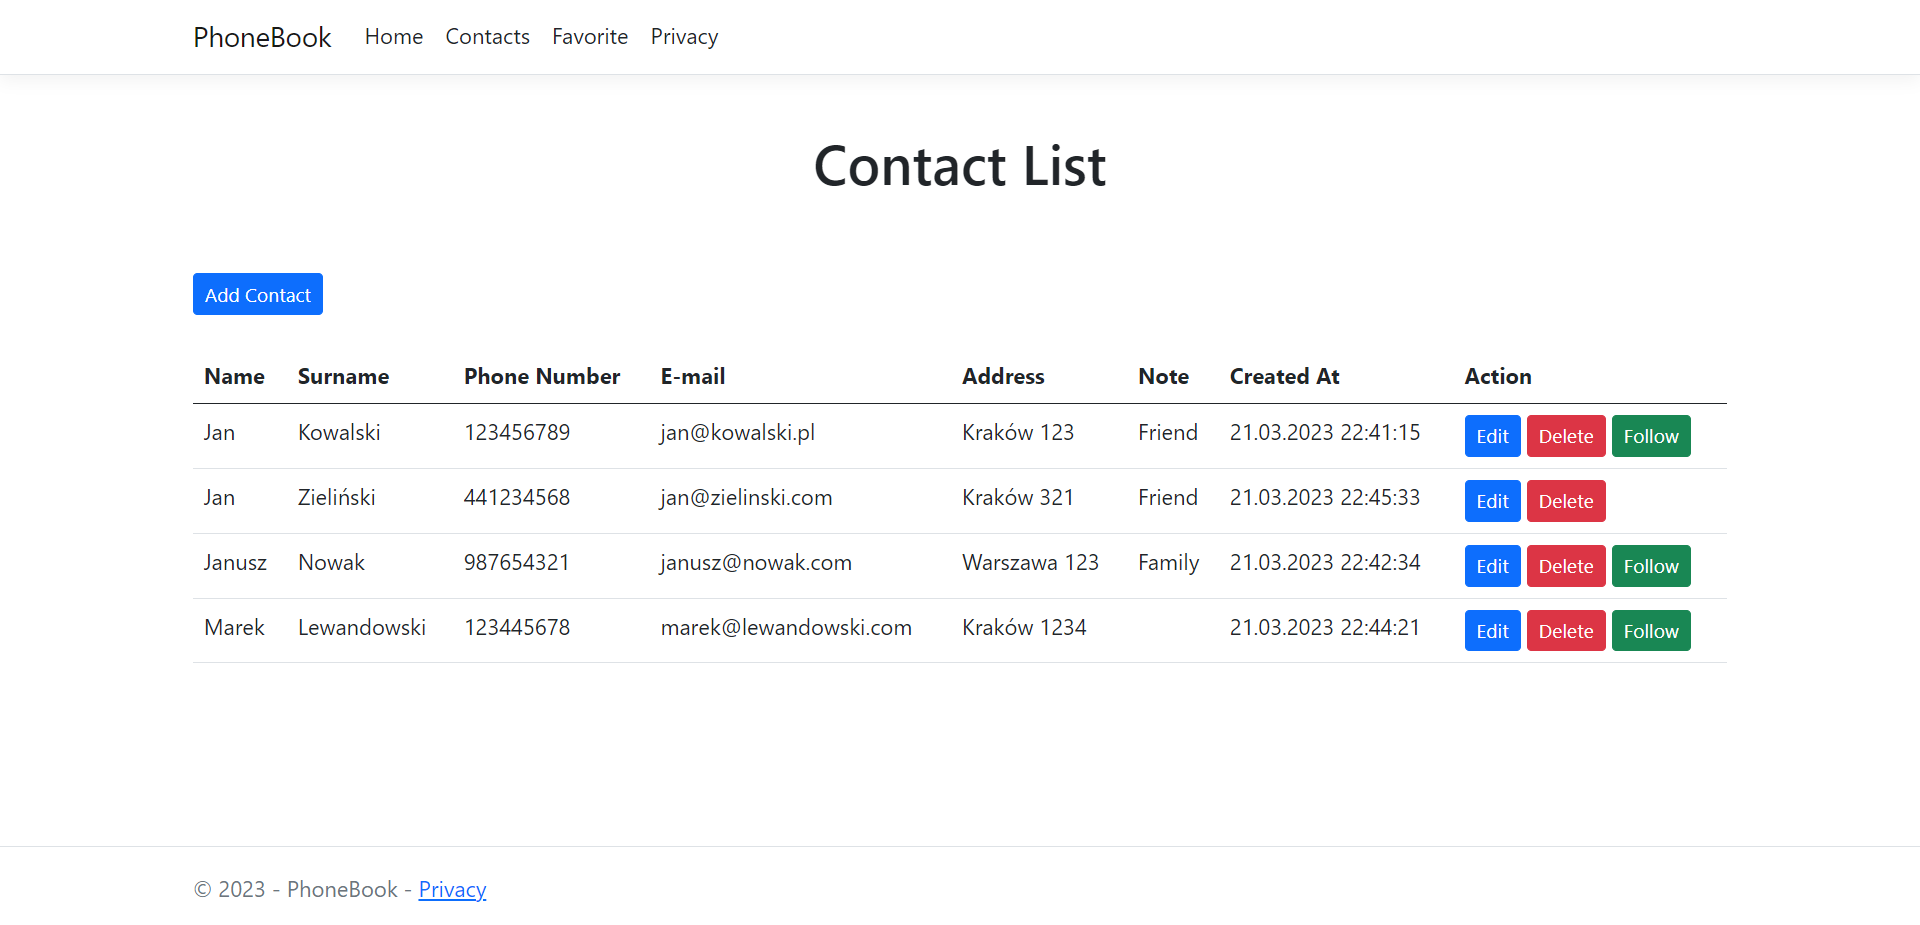 PhoneBook Home Contacts Favorite Privacy
Contact List
Add Contact
Name Surname Phone Number E-mail Address Note Created At Action
Jan Kowalski 123456789 jan@kowalski.pl Kraków 123 Friend 21.03.2023 22:41:15 Edit Delete Follow
Jan Zieliński 441234568 jan@zielinski.com Kraków 321 Friend 21.03.2023 22:45:33 Edit Delete
Janusz Nowak 987654321 janusz@nowak.com Warszawa 123 Family 21.03.2023 22:42:34 Edit Delete Follow
Marek Lewandowski 123445678 marek@lewandowski.com Kraków 1234 21.03.2023 22:44:21 Edit Delete Follow
© 2023 - PhoneBook - Privacy